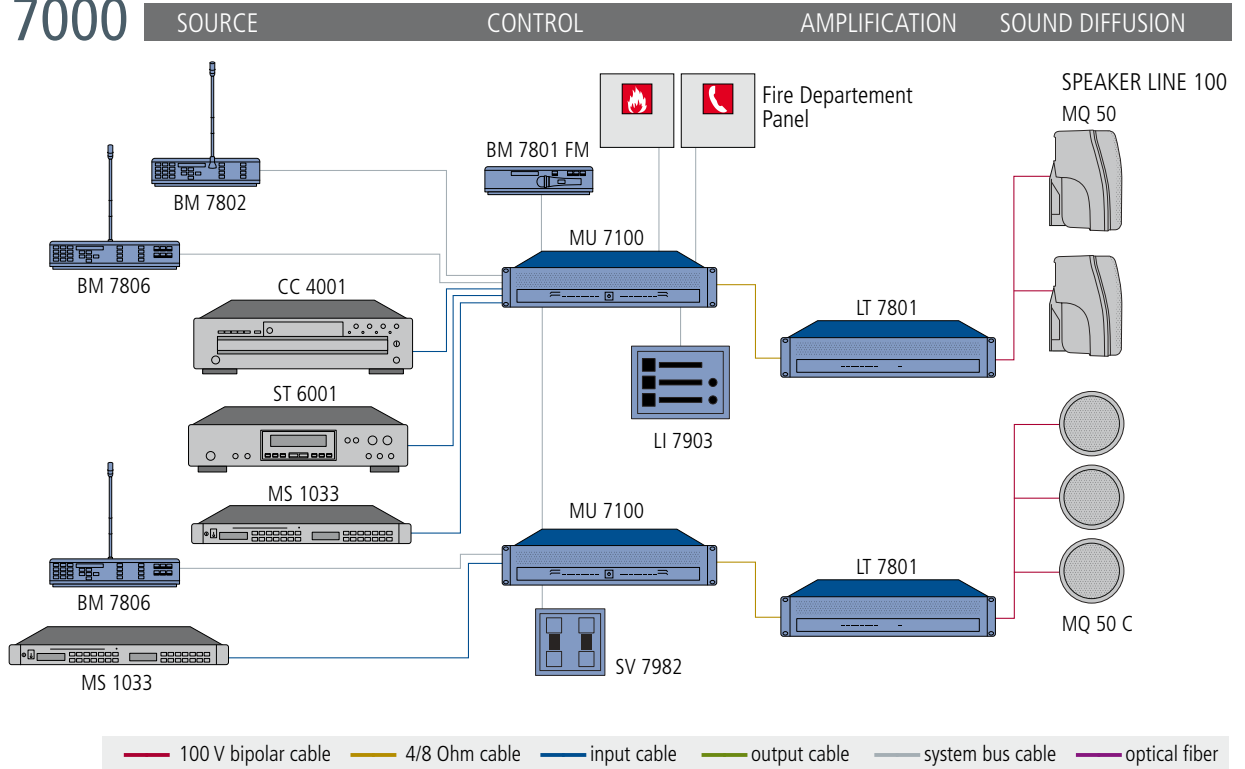 7000 SOURCE CONTROL AMPLIFICATION SOUND DIFFUSION
SPEAKER LINE 100
MQ 50
Fire Departement
Panel
BM 7801 FM
BM 7802
MU 7100
BM 7806
CC 4001
LT 7801
ST 6001
LI 7903
MS 1033
MU 7100
LT 7801
BM 7806
MQ 50 C
SV 7982
MS 1033
100 V bipolar cable 4/8 Ohm cable input cable output cable system bus cable optical fiber